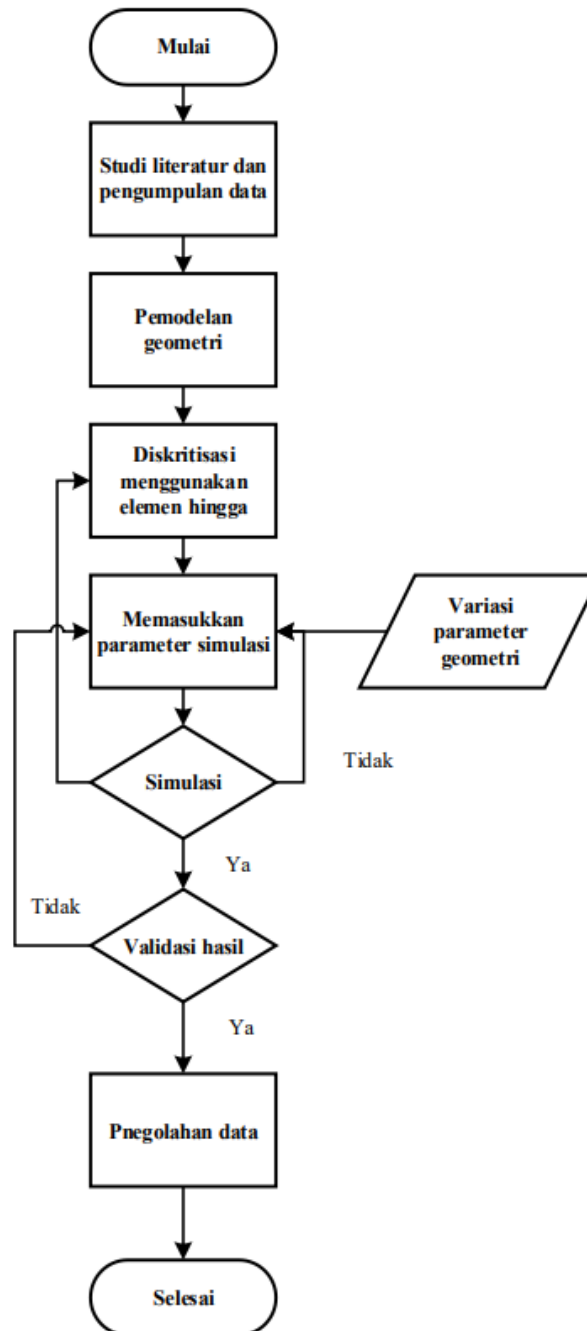 Mulai
Studi literatur dan
pengumpulan data
Pemodelan
geometri
Diskritisasi
menggunakan
elemen hingga
Memasukkan
parameter simulasi
Variasi
parameter
geometri
Simulasi
Tidak
Ya
Tidak
Validasi hasil
Ya
Pnegolahan data
Selesai